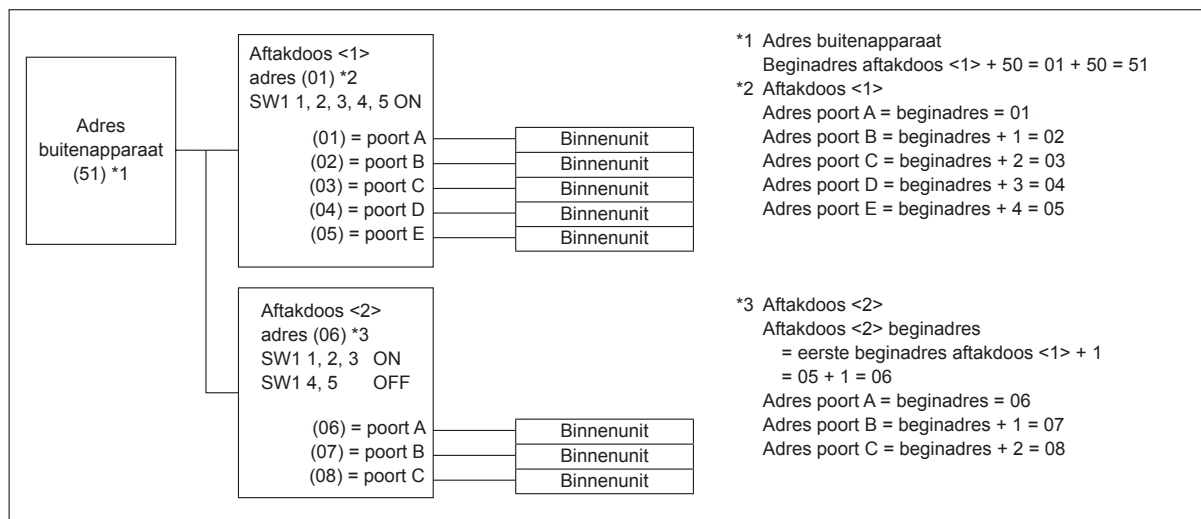 Adres
buitenapparaat
(51) *1
Aftakdoos <1>
adres (01) *2
SW1 1, 2, 3, 4, 5 ON
(01) = poort A
(02) = poort B
(03) = poort C
(04) = poort D
(05) = poort E
Binnenunit
Binnenunit
Binnenunit
Binnenunit
Binnenunit
Aftakdoos <2>
adres (06) *3
SW1 1, 2, 3 ON
SW1 4, 5 OFF
(06) = poort A
(07) = poort B
(08) = poort C
Binnenunit
Binnenunit
Binnenunit
*1 Adres buitenapparaat
Beginadres aftakdoos <1> + 50 = 01 + 50 = 51
*2 Aftakdoos <1>
Adres poort A = beginadres = 01
Adres poort B = beginadres + 1 = 02
Adres poort C = beginadres + 2 = 03
Adres poort D = beginadres + 3 = 04
Adres poort E = beginadres + 4 = 05
*3 Aftakdoos <2>
Aftakdoos <2> beginadres
= eerste beginadres aftakdoos <1> + 1
= 05 + 1 = 06
Adres poort A = beginadres = 06
Adres poort B = beginadres + 1 = 07
Adres poort C = beginadres + 2 = 08